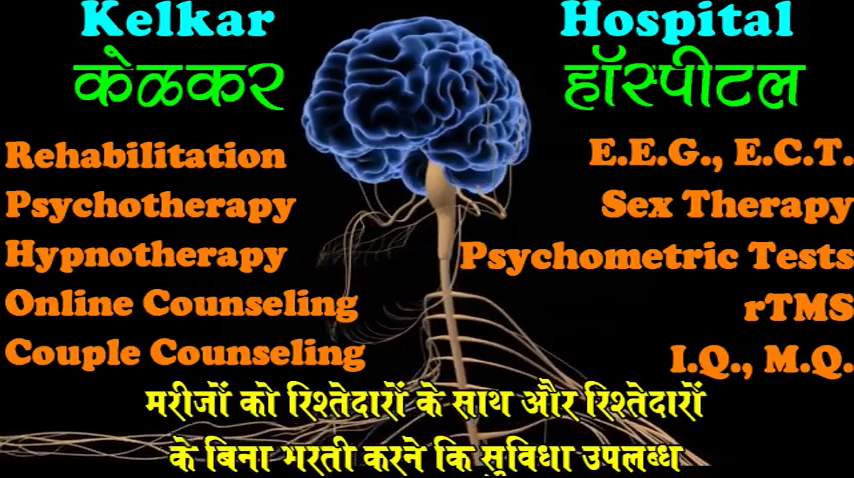 Kelkar Hospital
केळकर हॉस्पीटल
Rehabilitation
Psychotherapy
Hypnotherapy
Online Counseling
Couple Counseling
E.E.G., E.C.T.
Sex Therapy
Psychometric Tests
rTMS
I.Q., M.Q.
मरीजों को रिश्तेदारों के साथ और रिश्तेदारों
के बिना भरती करने कि सुविधा उपलब्ध